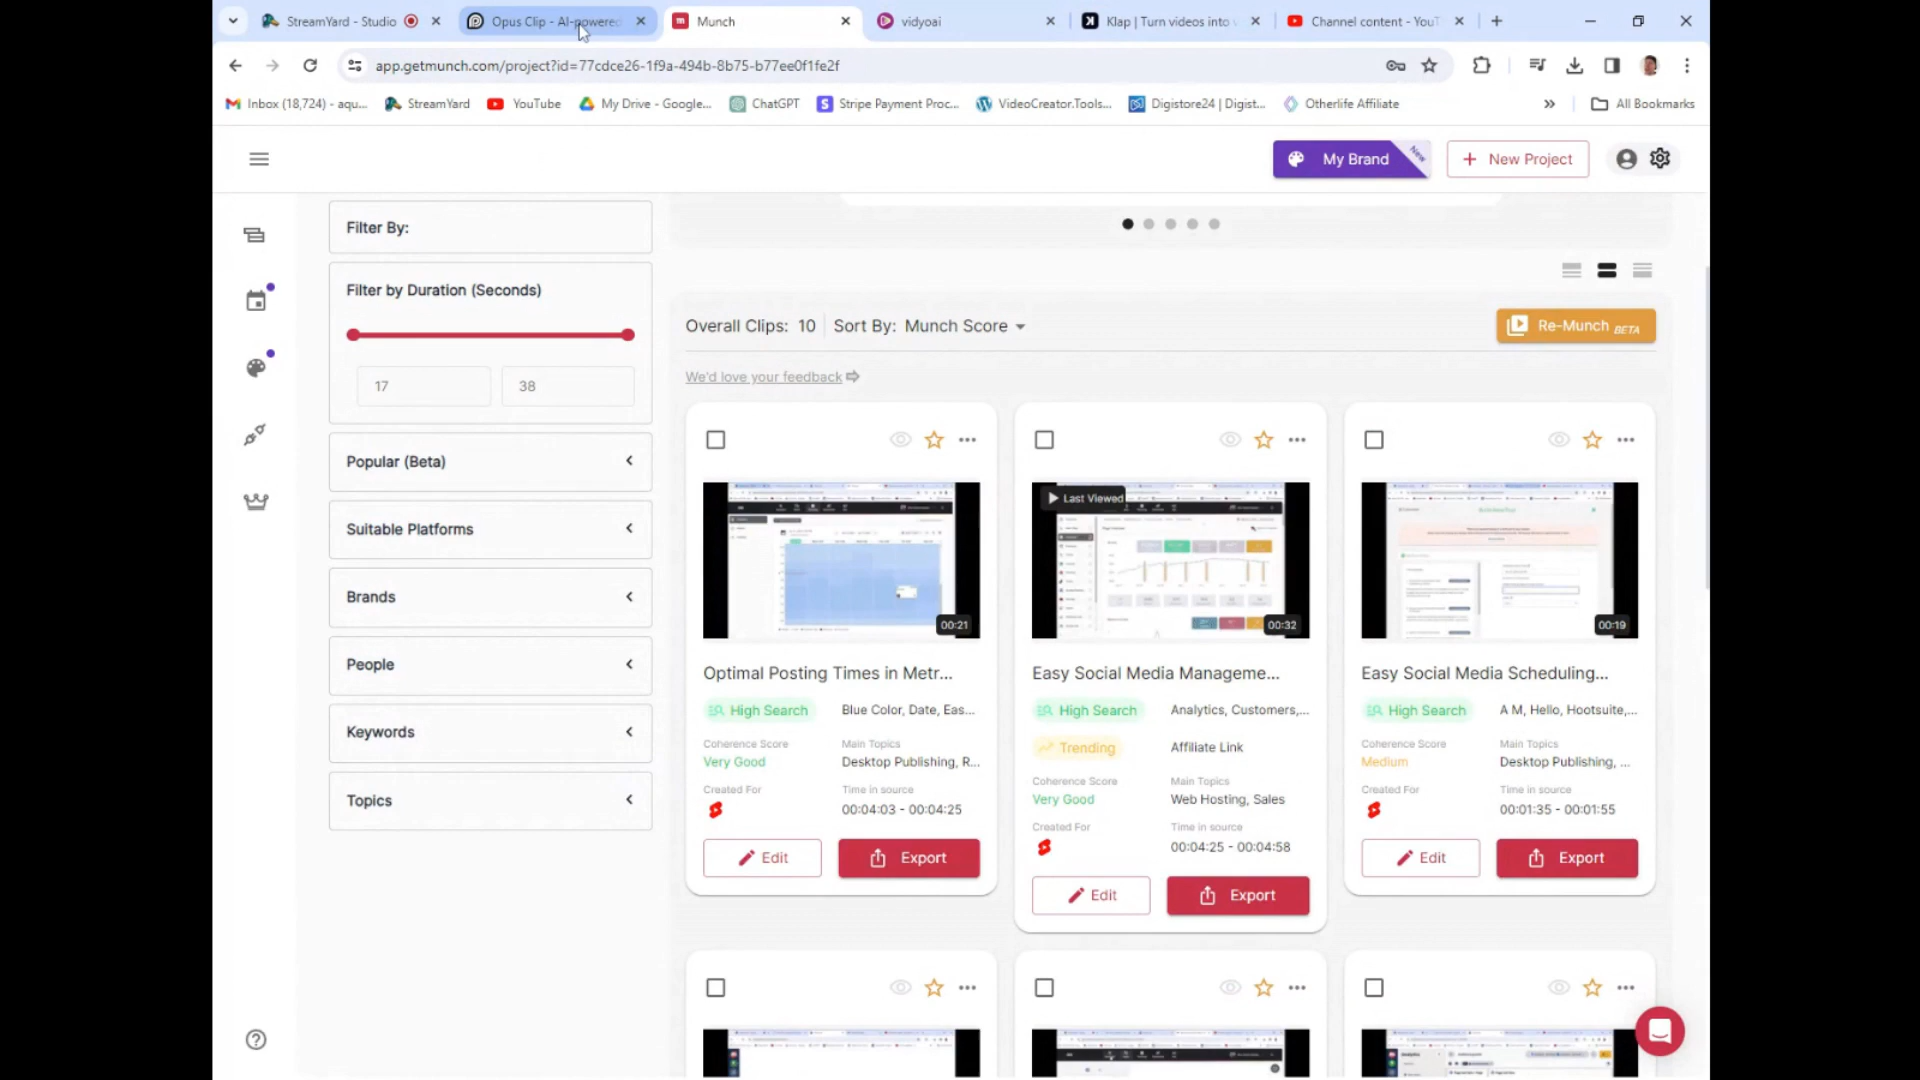 StreamYard - Studio
Opus Clip - AI-powered
Munch
vidyoai
Klap | Turn videos into v
Channel content - YouT
app.getmunch.com/project?id=77cdce26-1f9a-494b-8b75-b77ee0f1fe2f
Inbox (18,724) - aqu...
StreamYard
YouTube
My Drive - Google...
ChatGPT
Stripe Payment Proc...
VideoCreator.Tools...
Digistore24 | Digist...
Otherlife Affiliate
All Bookmarks
My Brand
New
New Project
Filter By:
Filter by Duration (Seconds)
17
38
Popular (Beta)
Suitable Platforms
Brands
People
Keywords
Topics
Overall Clips: 10
Sort By: Munch Score
Re-Munch BETA
We'd love your feedback
00:21
Optimal Posting Times in Metr...
High Search
Blue Color, Date, Eas...
Coherence Score
Main Topics
Very Good
Desktop Publishing, R...
Created For
Time in source
00:04:03 - 00:04:25
Edit
Export
Last Viewed
00:32
Easy Social Media Manageme...
High Search
Analytics, Customers,...
Trending
Affiliate Link
Coherence Score
Main Topics
Very Good
Web Hosting, Sales
Created For
Time in source
00:04:25 - 00:04:58
Edit
Export
00:19
Easy Social Media Scheduling...
High Search
A M, Hello, Hootsuite,...
Coherence Score
Main Topics
Medium
Desktop Publishing, ...
Created For
Time in source
00:01:35 - 00:01:55
Edit
Export